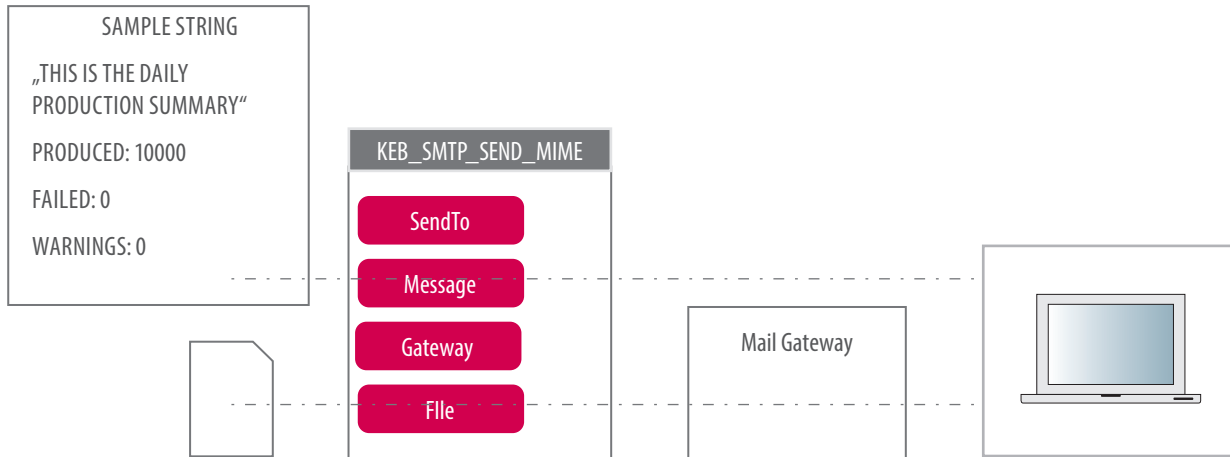 SAMPLE STRING
„THIS IS THE DAILY
PRODUCTION SUMMARY“
PRODUCED: 10000
FAILED: 0
WARNINGS: 0
KEB_SMTP_SEND_MIME
SendTo
Message
Gateway
FIle
Mail Gateway